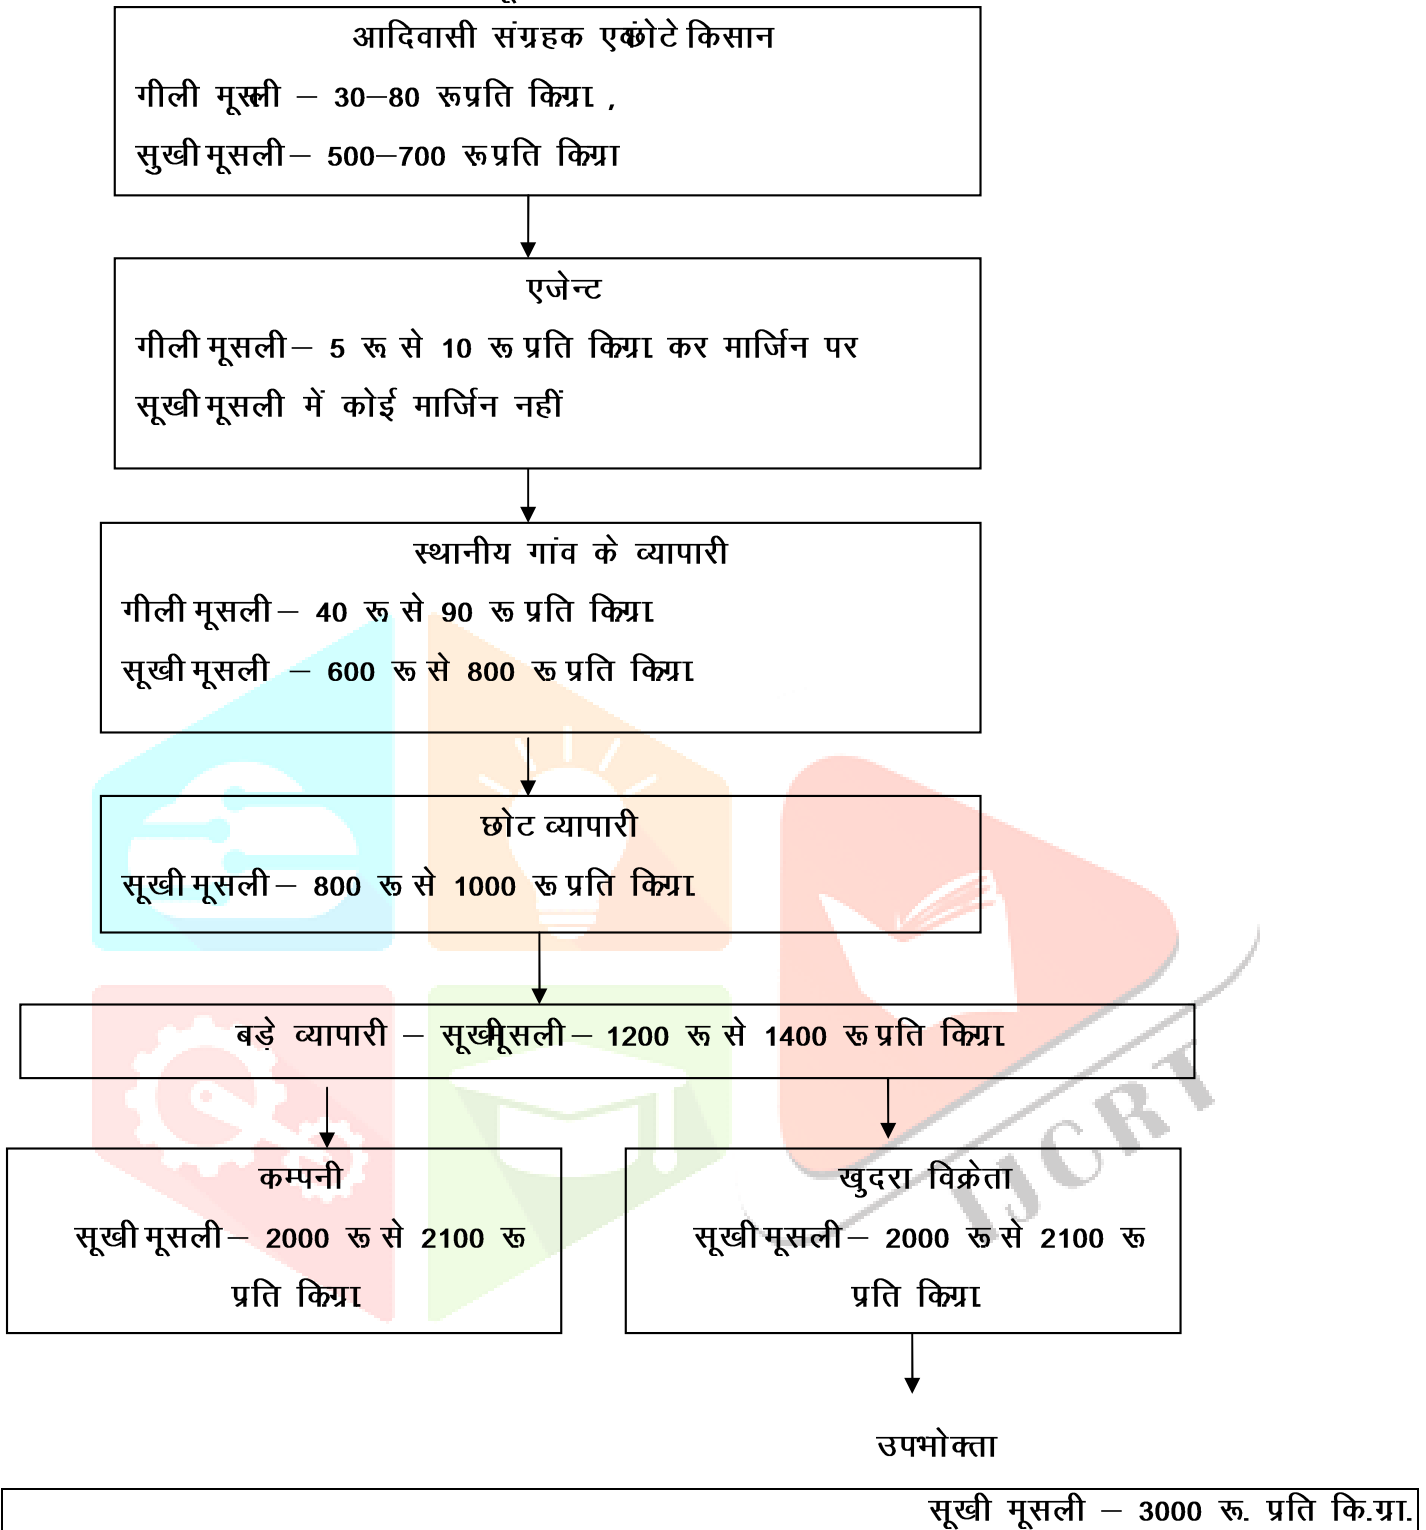 आदिवासी संग्रहक एवं छोटे किसान
गीली मूसली – 30–80 रू प्रति कि.ग्रा. ,
सुखी मूसली – 500–700 रू. प्रति कि.ग्रा
एजेन्ट
गीली मूसली – 5 रू. से 10 रू. प्रति कि.ग्रा. कर मार्जिन पर
सूखी मूसली में कोई मार्जिन नहीं
स्थानीय गांव के व्यापारी
गीली मूसली – 40 रू. से 90 रू. प्रति कि.ग्रा.
सूखी मूसली – 600 रू. से 800 रू. प्रति कि.ग्रा.
छोट व्यापारी
सूखी मूसली – 800 रू. से 1000 रू. प्रति कि.ग्रा.
बड़े व्यापारी – सूखी मूसली – 1200 रू. से 1400 रू. प्रति कि.ग्रा.
कम्पनी
सूखी मूसली – 2000 रू. से 2100 रू.
प्रति कि.ग्रा.
खुदरा विक्रेता
सूखी मूसली – 2000 रू. से 2100 रू.
प्रति कि.ग्रा.
IJCRT
उपभोक्ता
सूखी मूसली – 3000 रू. प्रति कि.ग्रा.